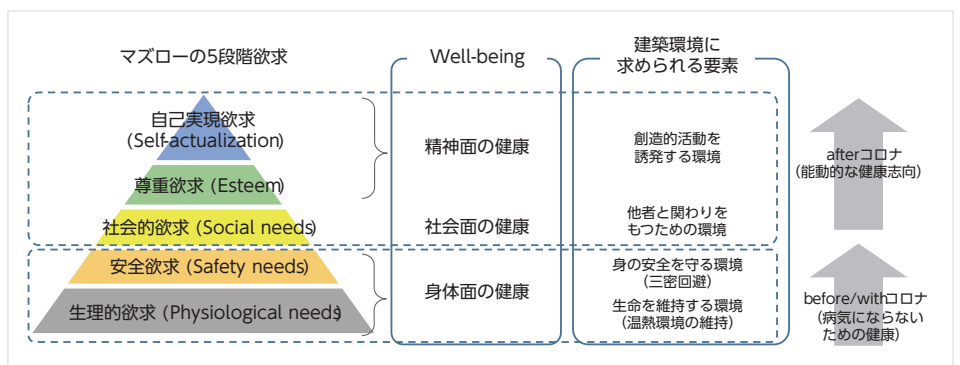 マズローの5段階欲求
Well-being
建築環境に
求められる要素
自己実現欲求
(Self-actualization)
尊重欲求 (Esteem)
社会的欲求 (Social needs)
安全欲求 (Safety needs)
生理的欲求 (Physiological needs)
精神面の健康
社会面の健康
身体面の健康
創造的活動を
誘発する環境
他者と関わりを
もつための環境
身の安全を守る環境
(三密回避)
生命を維持する環境
(温熱環境の維持)
afterコロナ
(能動的な健康志向)
before/withコロナ
(病気にならない
ための健康)